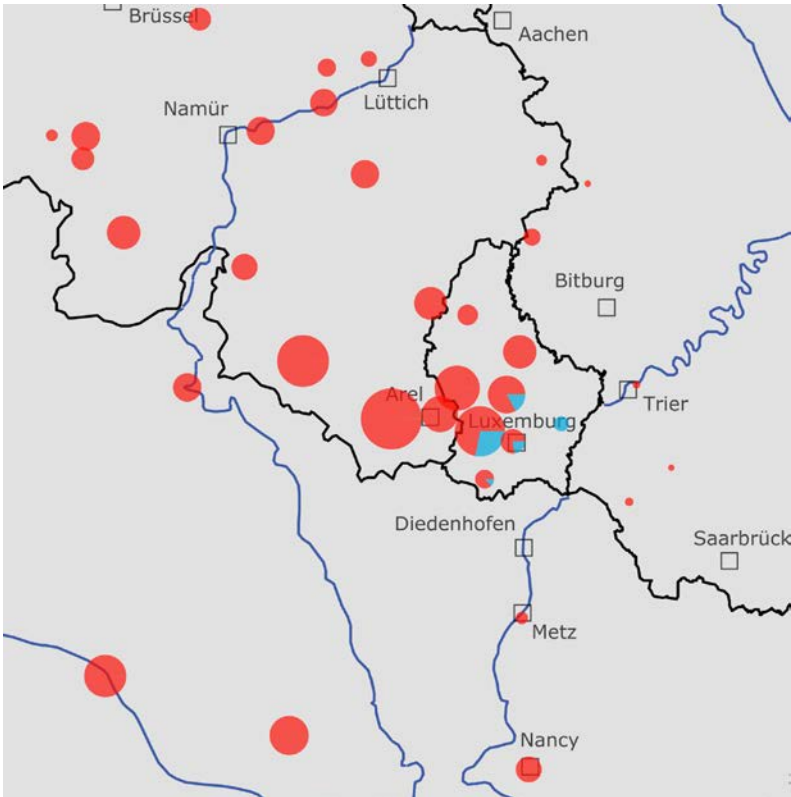 Brüssel
Aachen
Lüttich
Namür
Bitburg
Arel
Trier
Luxemburg
Diedenhofen
Saarbrück
Metz
Nancy